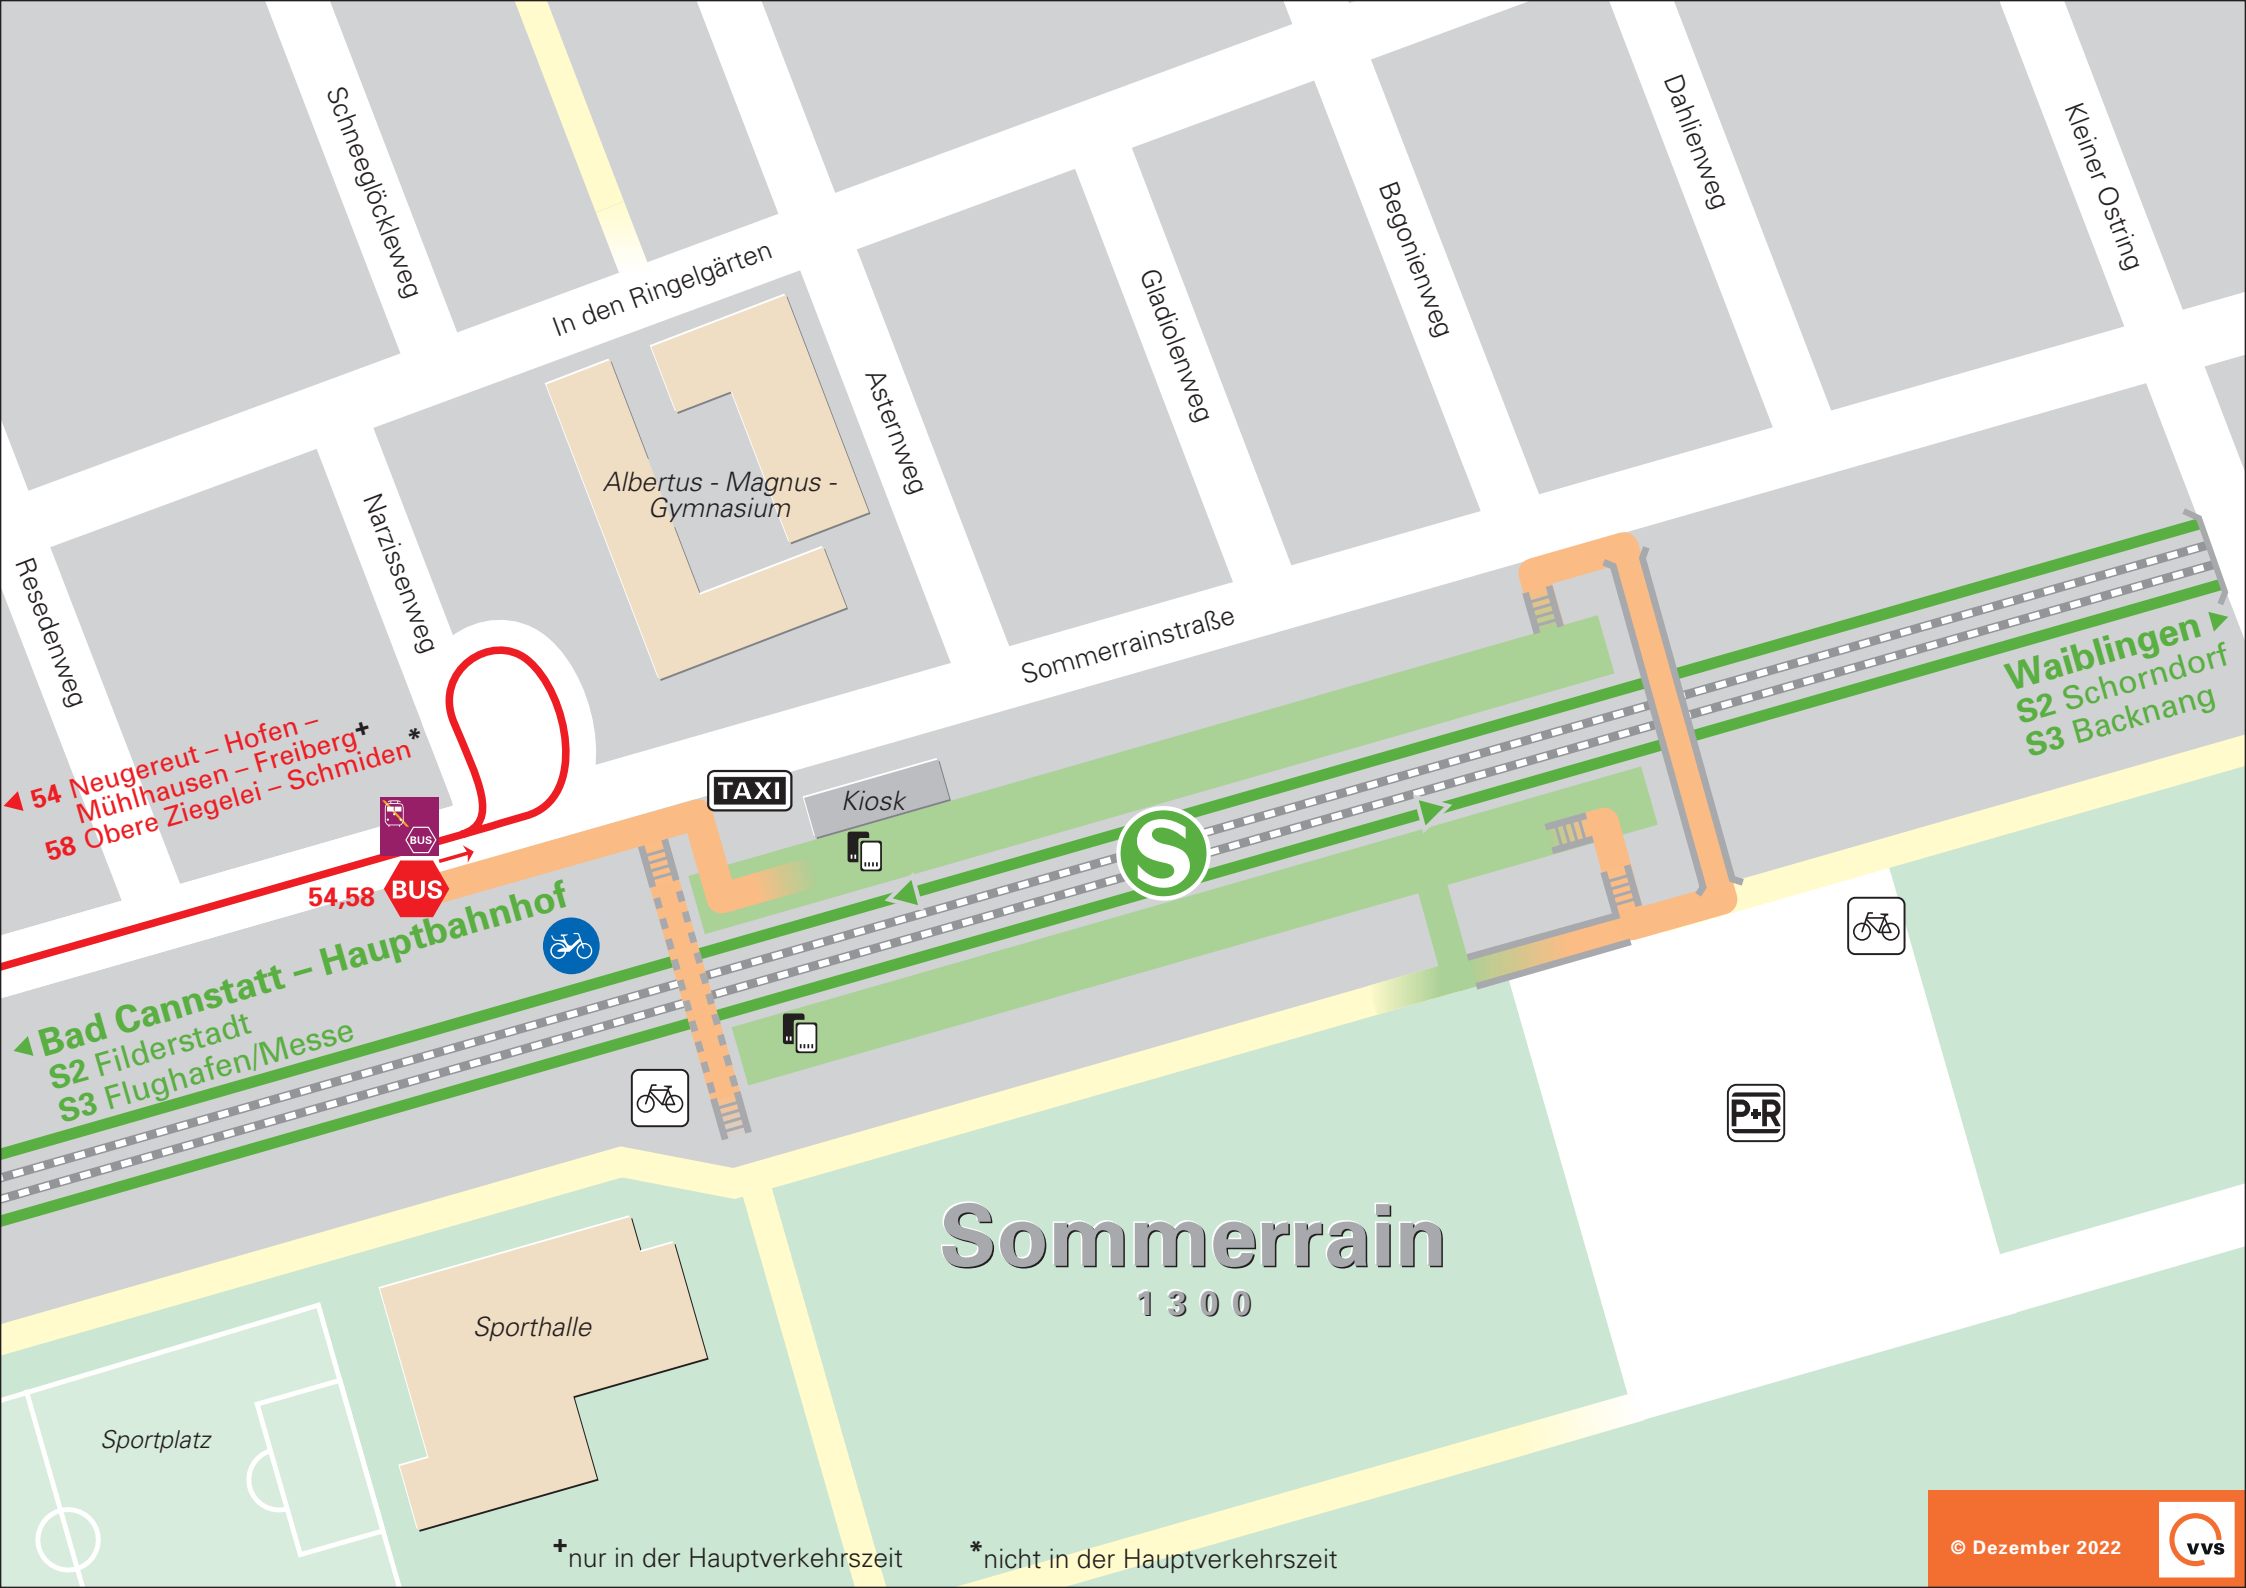 Schneeglöckleweg
Dahlienweg
Kleiner Ostring
Begonienweg
In den Ringelgärten
Gladiolenweg
Asternweg
Albertus - Magnus -
Gymnasium
Narzissenweg
Resedenweg
Sommerrainstraße
Waiblingen
S2 Schorndorf
S3 Backnang
54 Neugereut – Hofen –
Mühlhausen – Freiberg+
58 Obere Ziegelei – Schmiden*
TAXI
Kiosk
BUS
54,58 BUS
S
Bad Cannstatt – Hauptbahnhof
S2 Filderstadt
S3 Flughafen/Messe
P+R
Sommerrain
1300
Sporthalle
Sportplatz
+nur in der Hauptverkehrszeit
*nicht in der Hauptverkehrszeit
© Dezember 2022
vvs